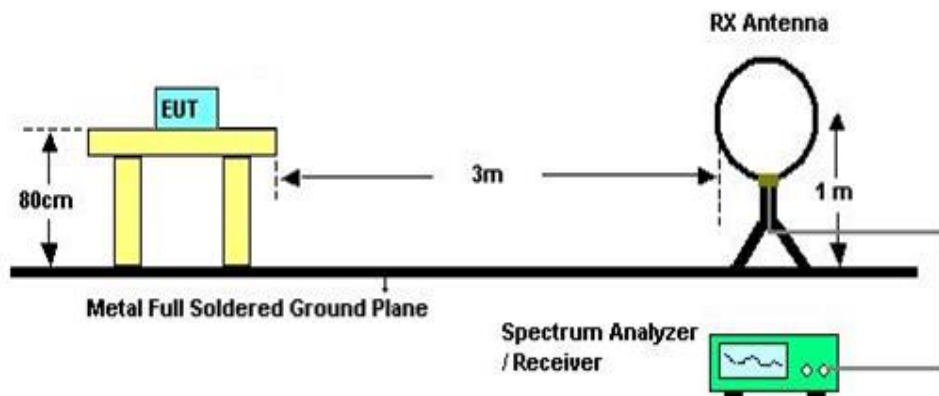 RX Antenna
EUT
80cm
3m
1 m
Metal Full Soldered Ground Plane
Spectrum Analyzer
/ Receiver